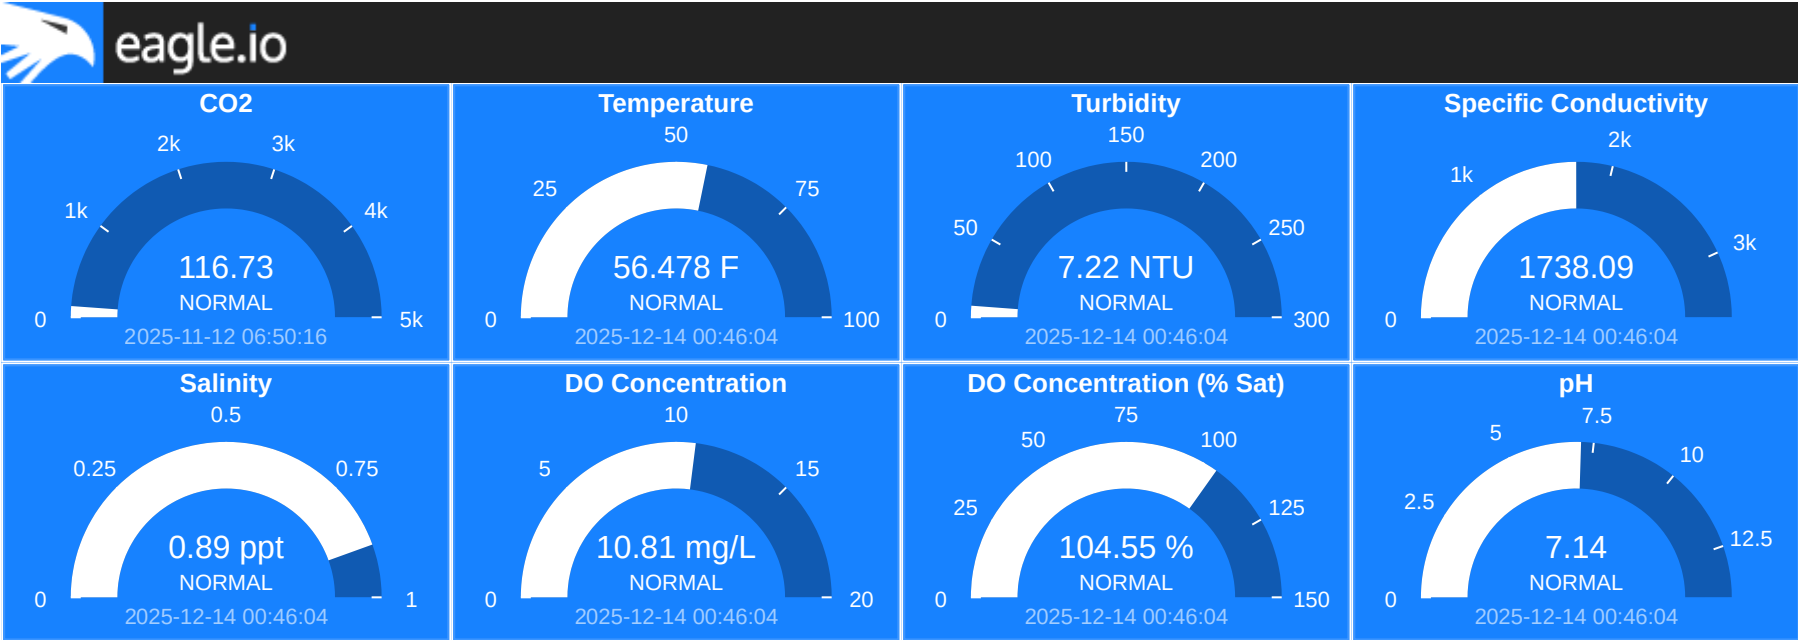 eagle.io
CO2
2k
3k
1k
4k
116.73
NORMAL
0
5k
2025-11-12 06:50:16
Temperature
50
25
75
56.478 F
NORMAL
0
100
2025-12-14 00:46:04
Turbidity
150
100
200
50
250
7.22 NTU
NORMAL
0
300
2025-12-14 00:46:04
Specific Conductivity
2k
1k
3k
1738.09
NORMAL
0
2025-12-14 00:46:04
Salinity
0.5
0.25
0.75
0.89 ppt
NORMAL
0
1
2025-12-14 00:46:04
DO Concentration
10
5
15
10.81 mg/L
NORMAL
0
20
2025-12-14 00:46:04
DO Concentration (% Sat)
75
50
100
25
125
104.55 %
NORMAL
0
150
2025-12-14 00:46:04
pH
7.5
5
10
2.5
12.5
7.14
NORMAL
0
2025-12-14 00:46:04